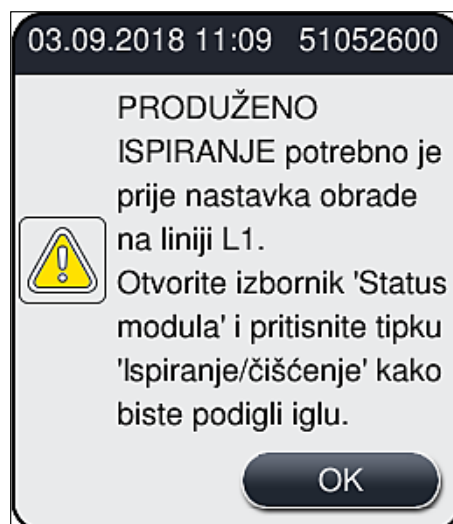 03.09.2018 11:09 51052600
PRODUŽENO
ISPIRANJE potrebno je
prije nastavka obrade
na liniji L1.
Otvorite izbornik 'Status
modula' i pritisnite tipku
'Ispiranje/čišćenje' kako
biste podigli iglu.
OK